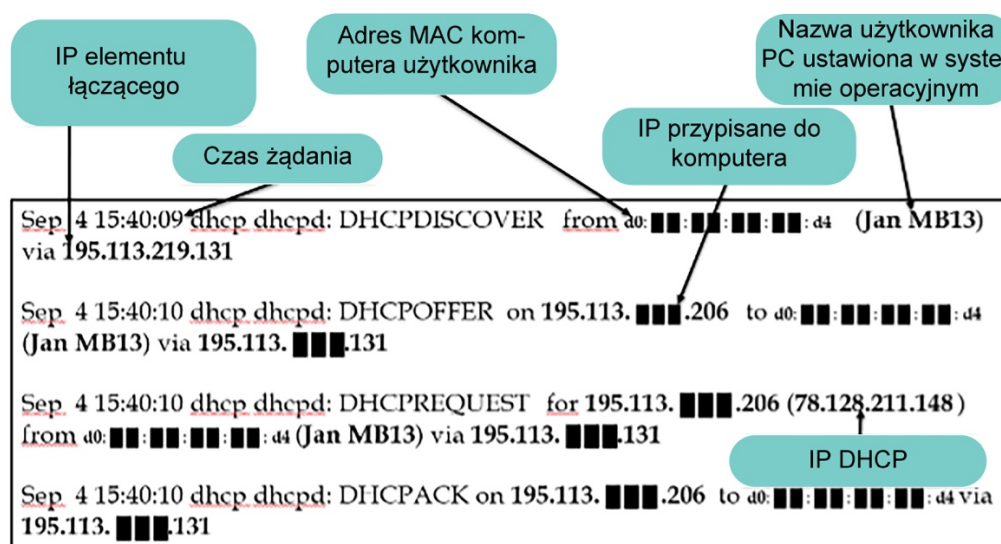 IP elementu
łączącego
Adres MAC kom-
putera użytkownika
Nazwa użytkownika
PC ustawiona w syste
mie operacyjnym
Czas żądania
IP przypisane do
komputera
Sep 4 15:40:09 dhcp dhcpd: DHCPDISCOVER from d0:██:██:██:██:d4 (Jan MB13)
via 195.113.219.131
Sep 4 15:40:10 dhcp dhcpd: DHCPOFFER on 195.113.███.206 to d0:██:██:██:██:d4
(Jan MB13) via 195.113.███.131
Sep 4 15:40:10 dhcp dhcpd: DHCPREQUEST for 195.113.███.206 (78.128.211.148)
from d0:██:██:██:██:d4 (Jan MB13) via 195.113.███.131
IP DHCP
Sep 4 15:40:10 dhcp dhcpd: DHCPACK on 195.113.███.206 to d0:██:██:██:██:d4 via
195.113.███.131